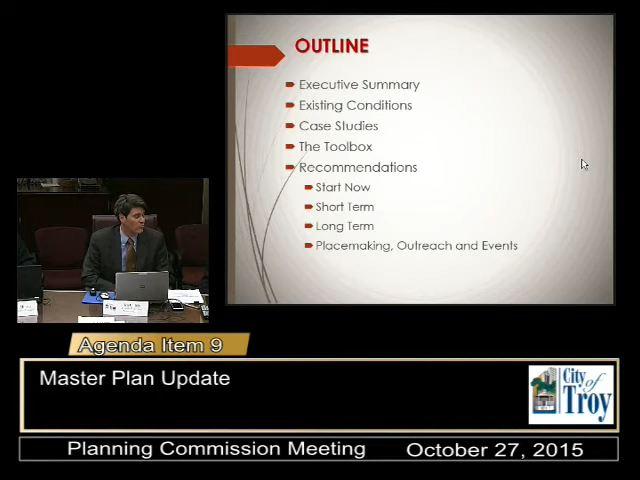 OUTLINE
Executive Summary
Existing Conditions
Case Studies
The Toolbox
Recommendations
Start Now
Short Term
Long Term
Placemaking, Outreach and Events
Agenda Item 9
Master Plan Update
City
of
Troy
Planning Commission Meeting October 27, 2015